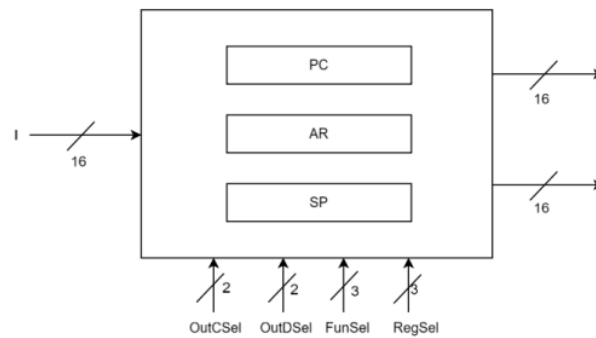 PC
16
I
16
AR
SP
16
2
2
3
3
OutCSel
OutDSel
FunSel
RegSel